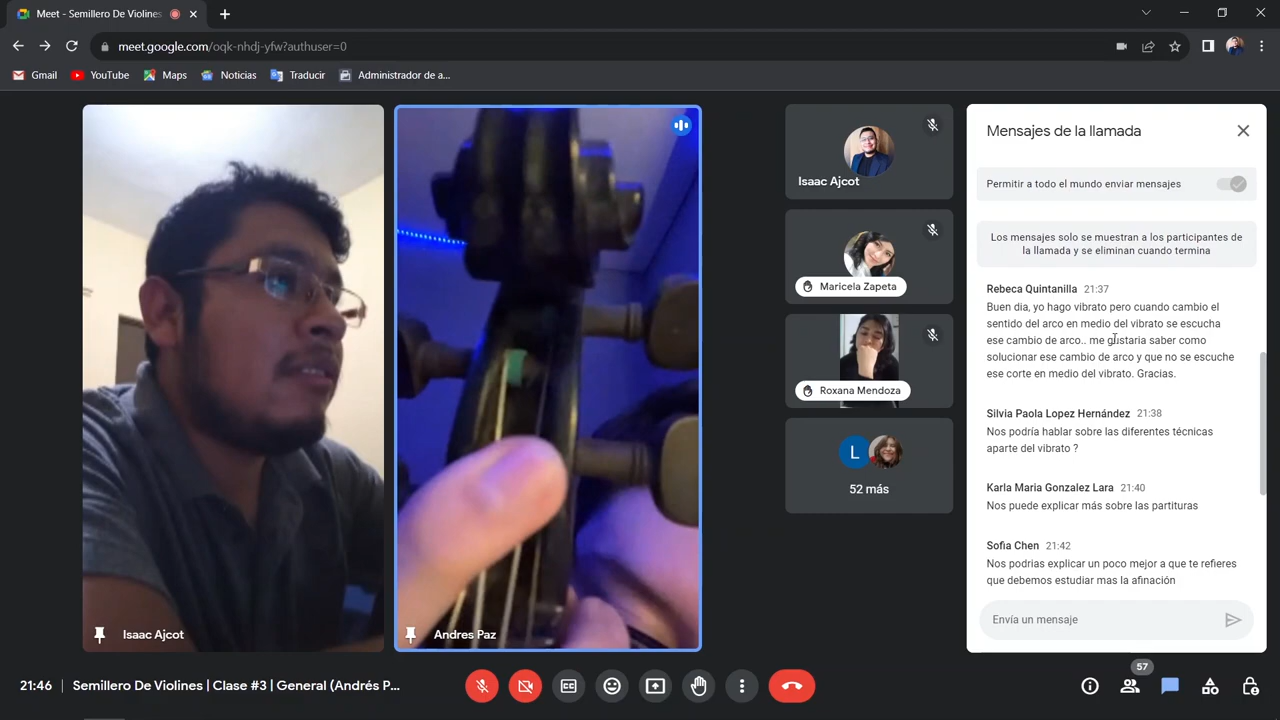 Meet - Semillero De Violines
meet.google.com/oqk-nhdj-yfw?authuser=0
Gmail
YouTube
Maps
Noticias
Traducir
Administrador de a...
Isaac Ajcot
Andres Paz
Isaac Ajcot
Maricela Zapeta
Roxana Mendoza
L
52 más
Mensajes de la llamada
Permitir a todo el mundo enviar mensajes
Los mensajes solo se muestran a los participantes de
la llamada y se eliminan cuando termina
Rebeca Quintanilla 21:37
Buen dia, yo hago vibrato pero cuando cambio el
sentido del arco en medio del vibrato se escucha
ese cambio de arco.. me gustaria saber como
solucionar ese cambio de arco y que no se escuche
ese corte en medio del vibrato. Gracias.
Silvia Paola Lopez Hernández 21:38
Nos podría hablar sobre las diferentes técnicas
aparte del vibrato ?
Karla Maria Gonzalez Lara 21:40
Nos puede explicar más sobre las partituras
Sofia Chen 21:42
Nos podrias explicar un poco mejor a que te refieres
que debemos estudiar mas la afinación
Envía un mensaje
21:46 | Semillero De Violines | Clase #3 | General (Andrés P...
57